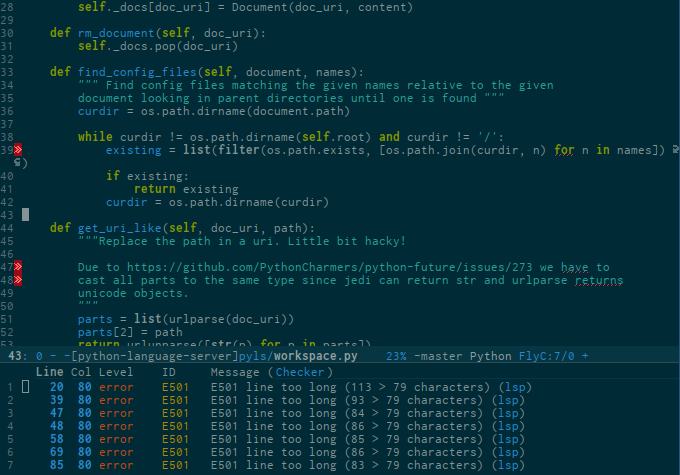 28 self._docs[doc_uri] = Document(doc_uri, content)
29
30 def rm_document(self, doc_uri):
31 self._docs.pop(doc_uri)
32
33 def find_config_files(self, document, names):
34 """ Find config files matching the given names relative to the given
35 document looking in parent directories until one is found """
36 curdir = os.path.dirname(document.path)
37
38 while curdir != os.path.dirname(self.root) and curdir != '/':
39 existing = list(filter(os.path.exists, [os.path.join(curdir, n) for n in names])
)
40 if existing:
41 return existing
42 curdir = os.path.dirname(curdir)
43
44 def get_uri_like(self, doc_uri, path):
45 """Replace the path in a uri. Little bit hacky!
46
47 Due to https://github.com/PythonCharmers/python-future/issues/273 we have to
48 cast all parts to the same type since jedi can return str and urlparse returns
49 unicode objects.
50 """
51 parts = list(urlparse(doc_uri))
52 parts[2] = path
53 return urlunparse([str(p) for p in parts])
43: 0 - -[python-language-server]pyls/workspace.py 23% -master Python FlyC:7/0 +
Line Col Level ID Message (Checker)
1 20 80 error E501 E501 line too long (113 > 79 characters) (lsp)
2 39 80 error E501 E501 line too long (93 > 79 characters) (lsp)
3 47 80 error E501 E501 line too long (84 > 79 characters) (lsp)
4 48 80 error E501 E501 line too long (86 > 79 characters) (lsp)
5 58 80 error E501 E501 line too long (85 > 79 characters) (lsp)
6 69 80 error E501 E501 line too long (86 > 79 characters) (lsp)
7 85 80 error E501 E501 line too long (83 > 79 characters) (lsp)